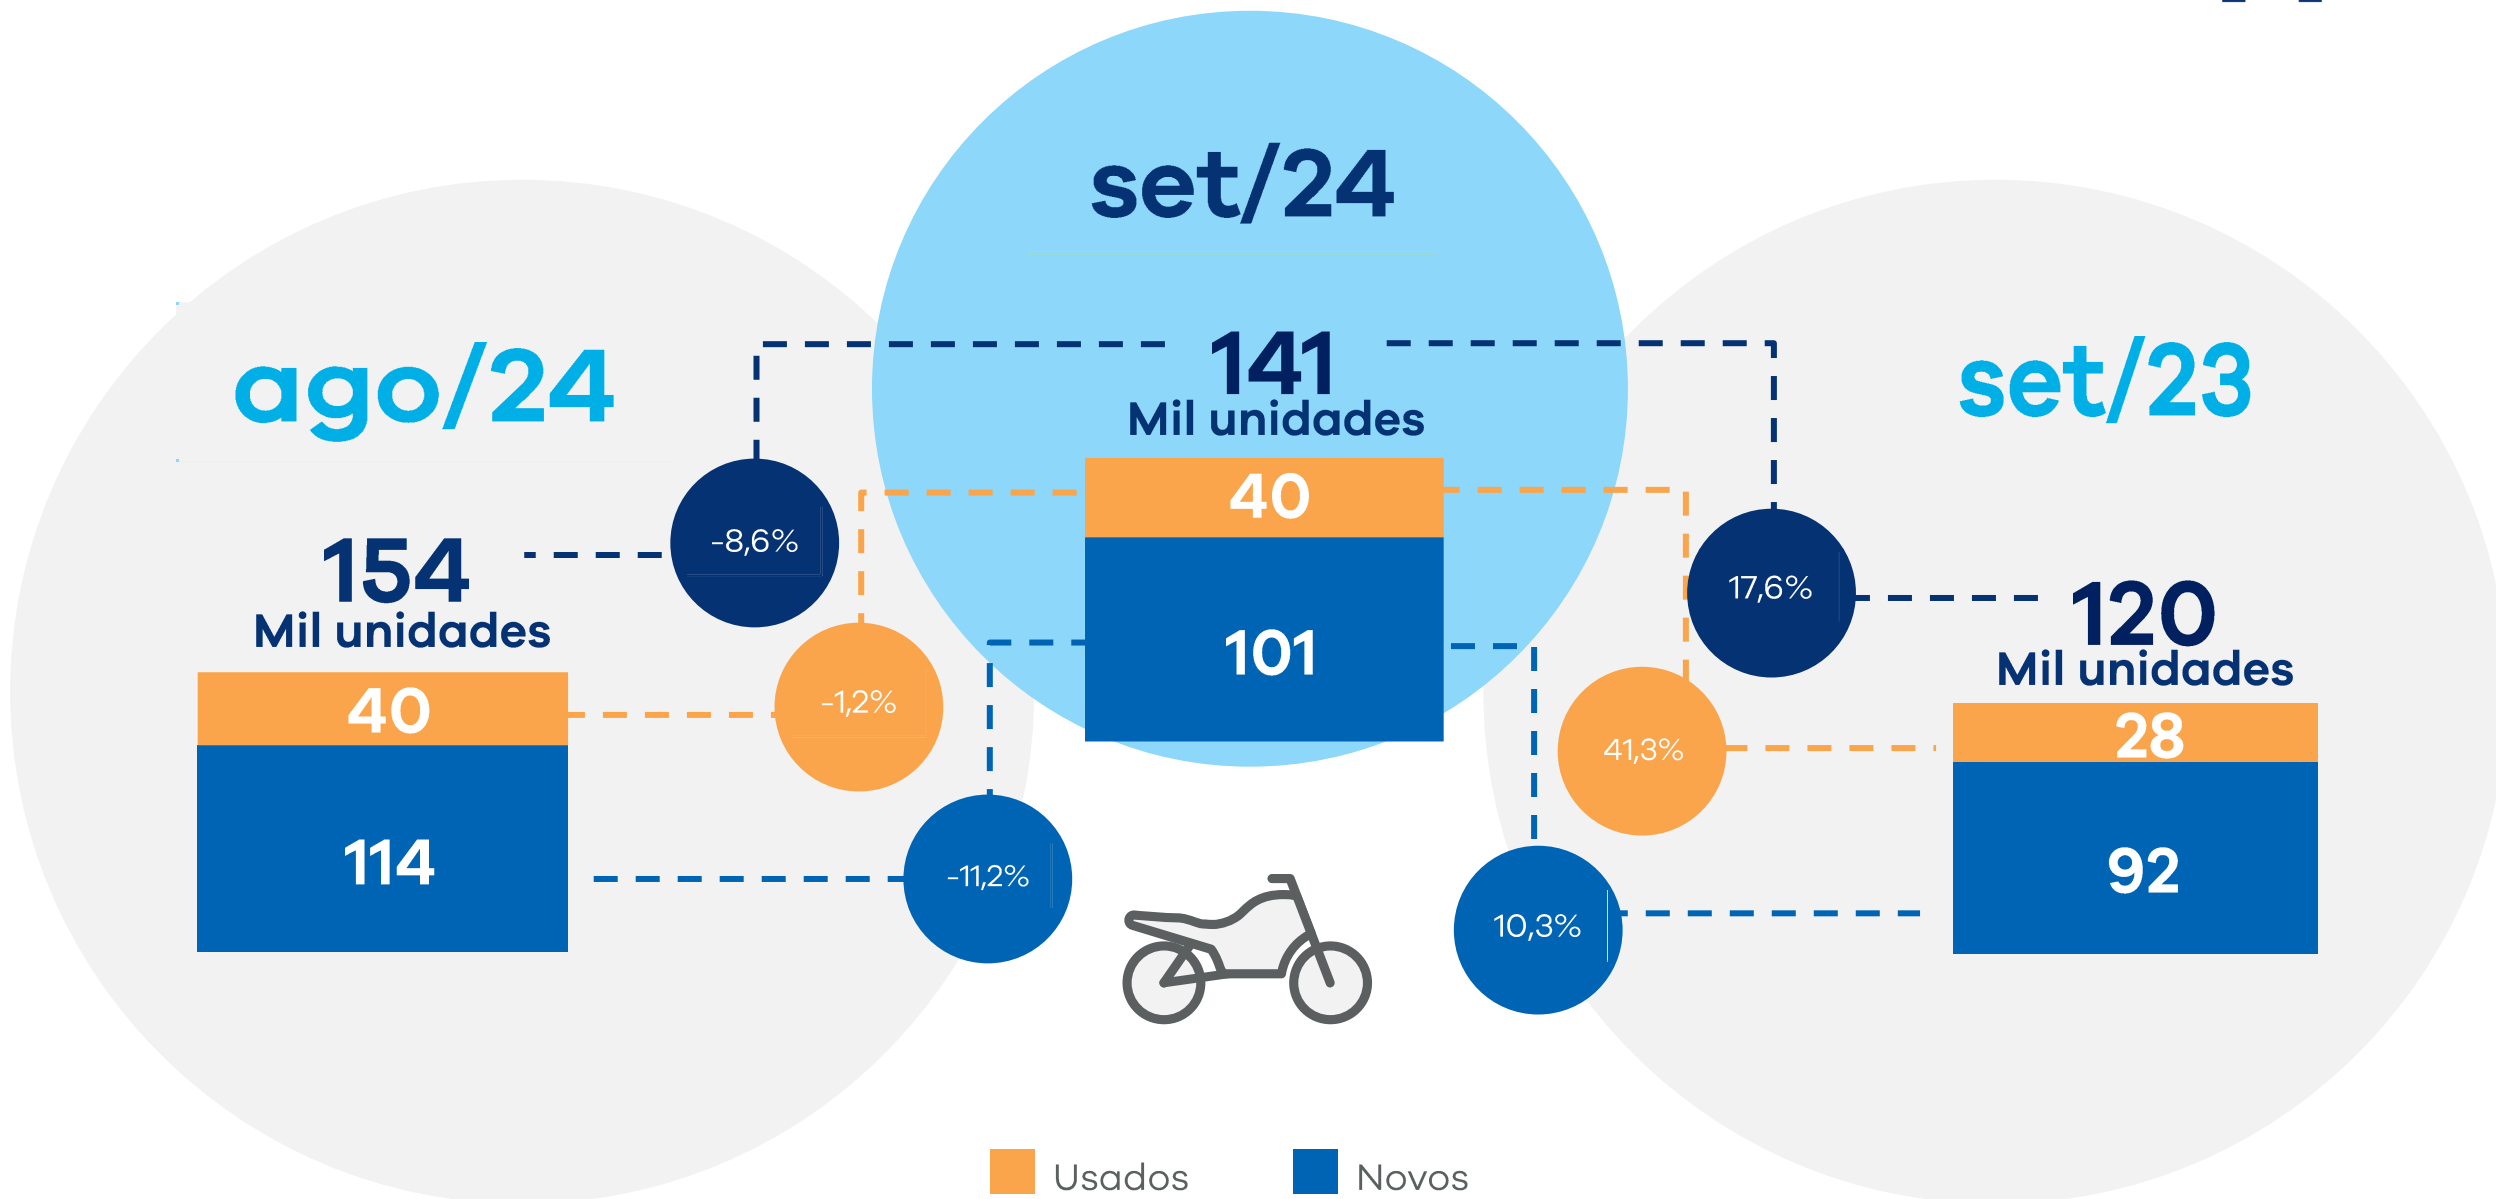 set/24
141
Mil unidades
40
101
ago/24
154
Mil unidades
40
114
-8,6%
-1,2%
-11,2%
set/23
120
Mil unidades
28
92
17,6%
41,3%
10,3%
Usados
Novos